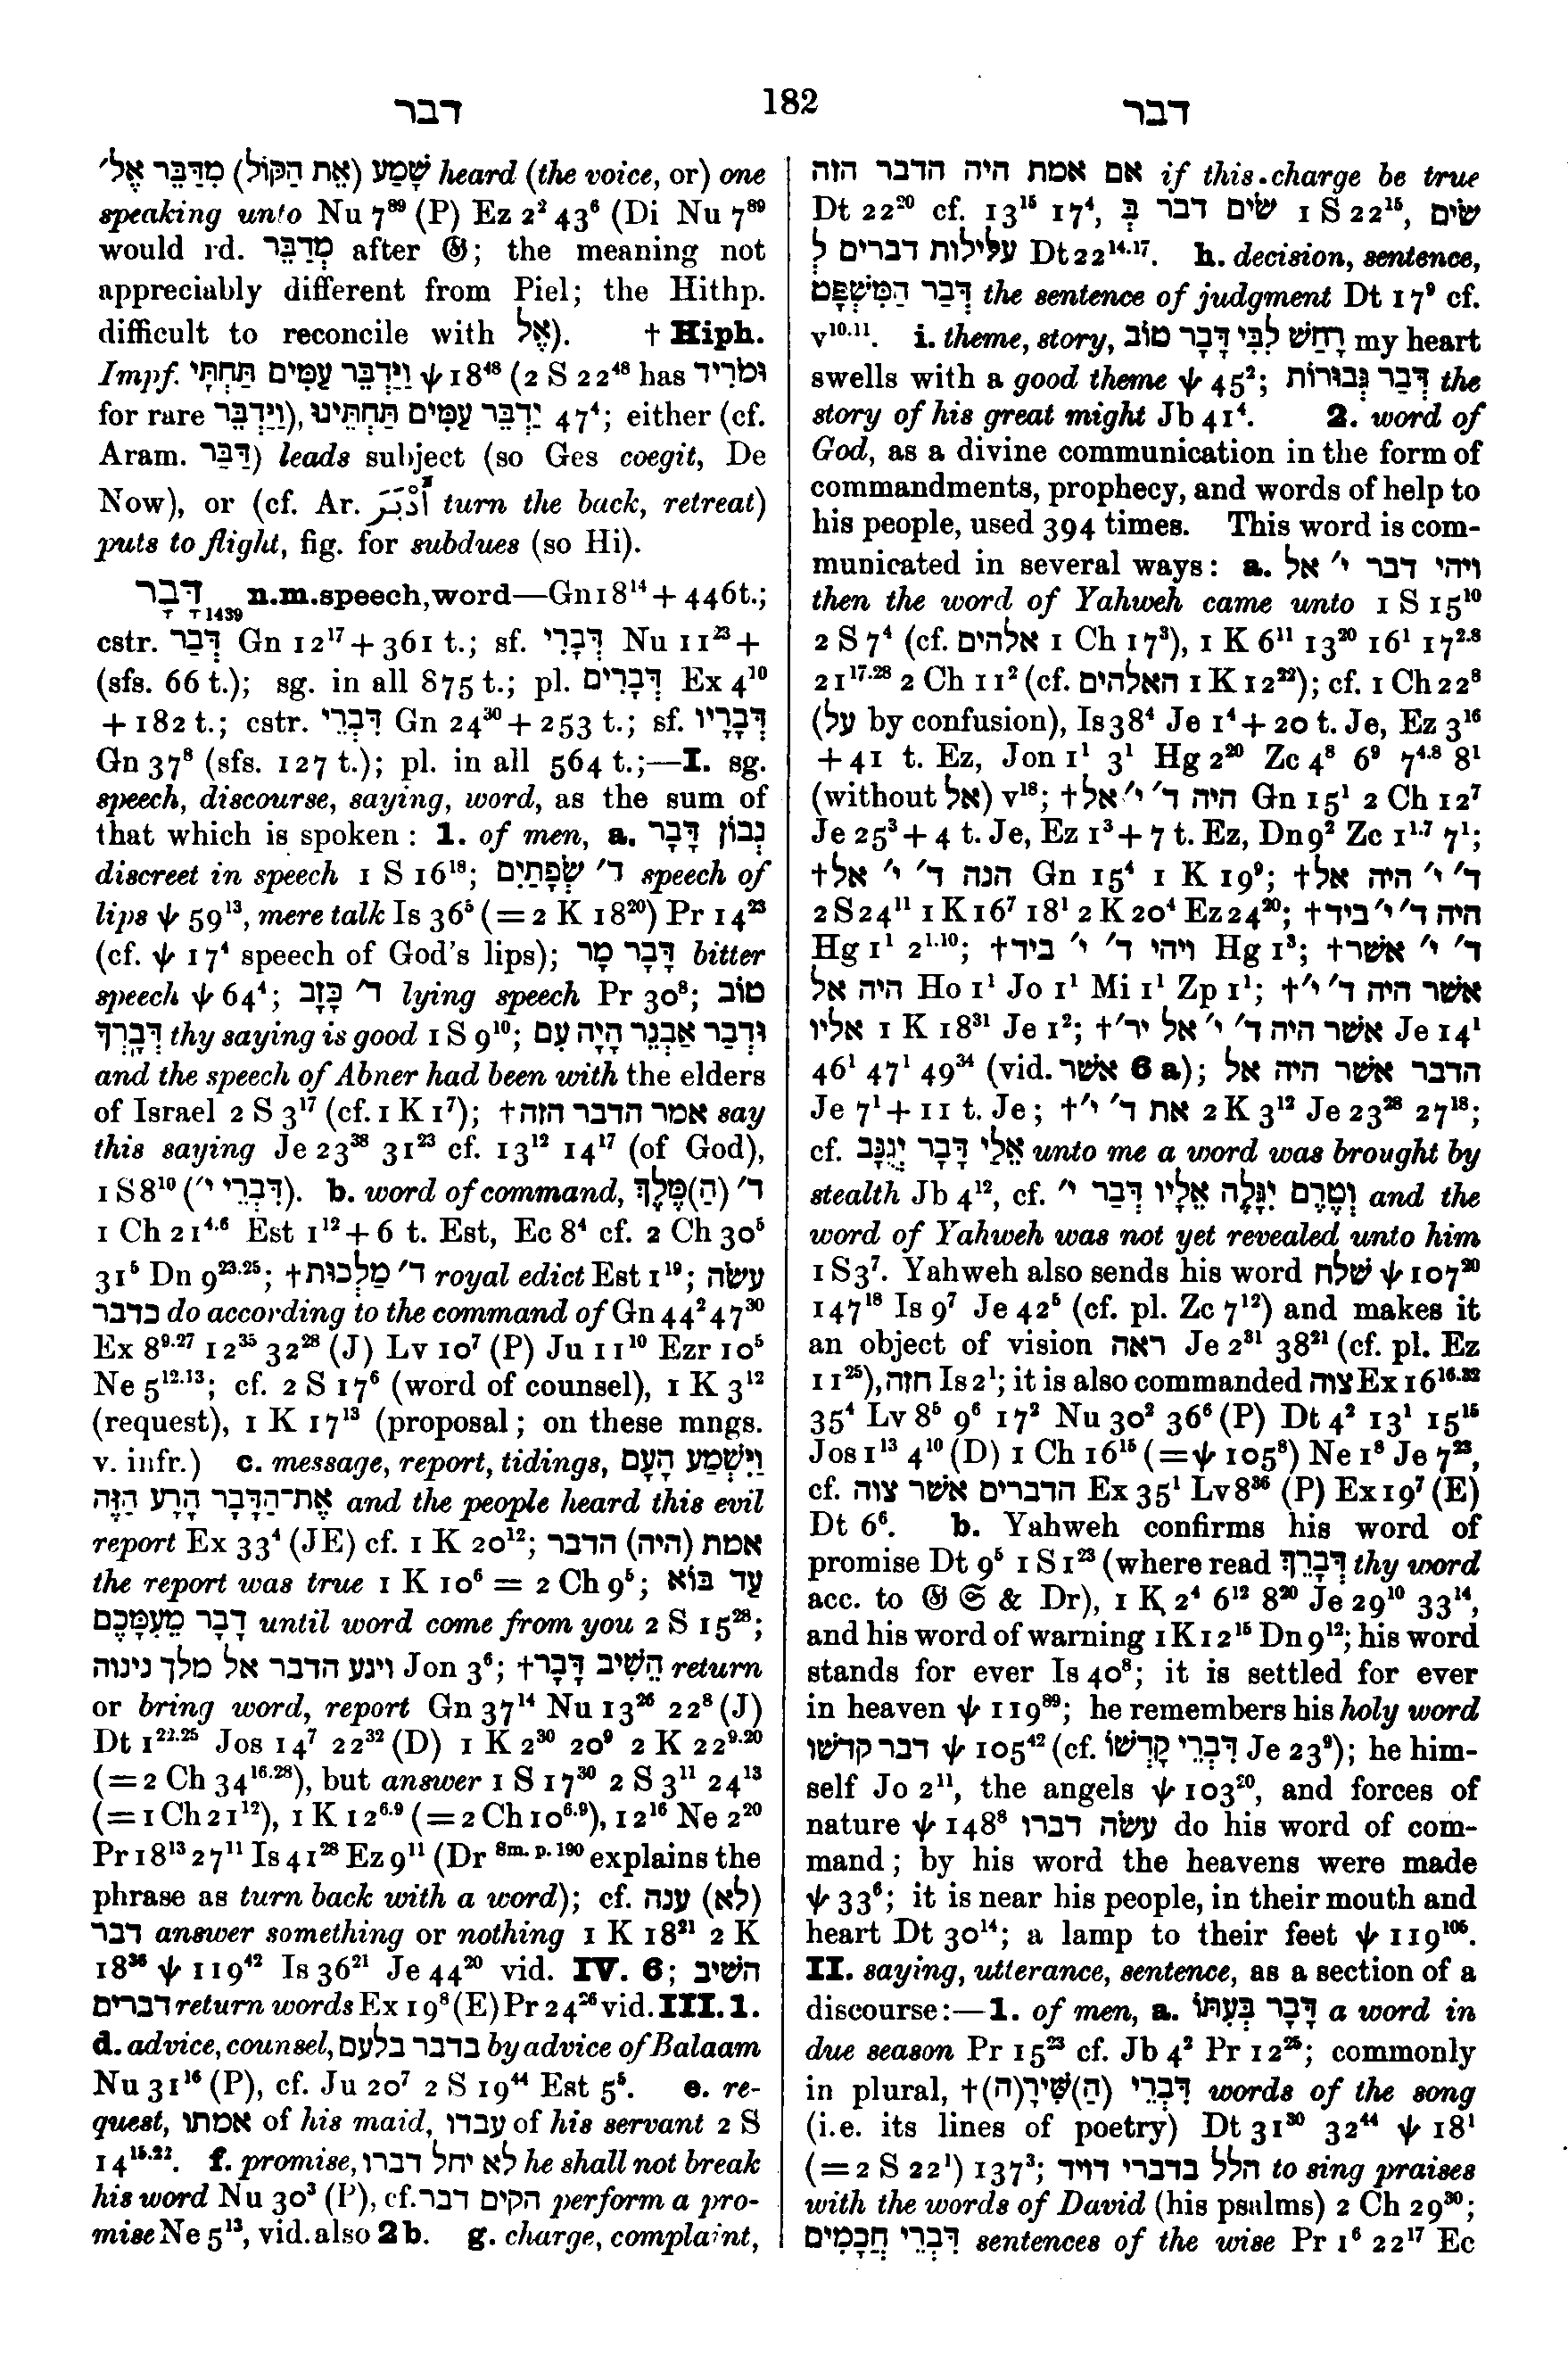 דבר 182 דבר
שָׁמַע (אֶת הַקּוֹל) מִדַּבֵּר אֶל׳ heard (the voice, or) one
speaking unto Nu 7⁸⁹ (P) Ez 2² 43⁶ (Di Nu 7⁸⁹
would rd. מְדַבֵּר after 𝔊; the meaning not
appreciably different from Piel; the Hithp.
difficult to reconcile with אֶל). † Hiph.
Impf. וַיַּדְבֵּר עַמִּים תַּחְתָּי ψ 18⁴⁸ (2 S 22⁴⁸ has וּמֹרִיד
for rare וַיַּדְבֵּר), יַדְבֵּר עַמִּים תַּחְתֵּינוּ 47⁴; either (cf.
Aram. דְּבַר) leads subject (so Ges coegit, De
Now), or (cf. Ar. أَدْبَرَ turn the back, retreat)
puts to flight, fig. for subdues (so Hi).
דָּבָר₁₄₃₉ n.m. speech, word—Gn 18¹⁴ + 446 t.;
cstr. דְּבַר Gn 12¹⁷ + 361 t.; sf. דְּבָרִי Nu 11²³ +
(sfs. 66 t.); sg. in all 875 t.; pl. דְּבָרִים Ex 4¹⁰
+ 182 t.; cstr. דִּבְרֵי Gn 24³⁰ + 253 t.; sf. דְּבָרָיו
Gn 37⁸ (sfs. 127 t.); pl. in all 564 t.;—I. sg.
speech, discourse, saying, word, as the sum of
that which is spoken : 1. of men, a. נְבוֹן דָּבָר
discreet in speech 1 S 16¹⁸; ד׳ שְׂפָתַיִם speech of
lips ψ 59¹³, mere talk Is 36⁵ (= 2 K 18²⁰) Pr 14²³
(cf. ψ 17⁴ speech of God's lips); דָּבָר מָר bitter
speech ψ 64⁴; ד׳ כָּזָב lying speech Pr 30⁸; טוֹב
דְּבָרְךָ thy saying is good 1 S 9¹⁰; וּדְבַר אַבְנֵר הָיָה עִם
and the speech of Abner had been with the elders
of Israel 2 S 3¹⁷ (cf. 1 K 1⁷); †אמר הדבר הזה say
this saying Je 23³⁸ 31²³ cf. 13¹² 14¹⁷ (of God),
1 S 8¹⁰ (דִּבְרֵי י׳). b. word of command, ד׳ (הַ)מֶּלֶךְ
1 Ch 21⁴·⁶ Est 1¹² + 6 t. Est, Ec 8⁴ cf. 2 Ch 30⁵
31⁵ Dn 9²³·²⁵; †ד׳ מַלְכוּת royal edict Est 1¹⁹; עשׂה
כדבר do according to the command of Gn 44² 47³⁰
Ex 8⁹·²⁷ 12³⁵ 32²⁸ (J) Lv 10⁷ (P) Ju 11¹⁰ Ezr 10⁵
Ne 5¹²·¹³; cf. 2 S 17⁶ (word of counsel), 1 K 3¹²
(request), 1 K 17¹³ (proposal; on these mngs.
v. infr.) c. message, report, tidings, וַיִּשְׁמַע הָעָם
אֶת־הַדָּבָר הָרָע הַזֶּה and the people heard this evil
report Ex 33⁴ (JE) cf. 1 K 20¹²; אמת (היה) הדבר
the report was true 1 K 10⁶ = 2 Ch 9⁵; עַד בּוֹא
דָבָר מֵעִמָּכֶם until word come from you 2 S 15²⁸;
ויגע הדבר אל מלך נינוה Jon 3⁶; †הֵשִׁיב דָּבָר return
or bring word, report Gn 37¹⁴ Nu 13²⁶ 22⁸ (J)
Dt 1²²·²⁵ Jos 14⁷ 22³² (D) 1 K 2³⁰ 20⁹ 2 K 22⁹·²⁰
(= 2 Ch 34¹⁶·²⁸), but answer 1 S 17³⁰ 2 S 3¹¹ 24¹³
(= 1 Ch 21¹²), 1 K 12⁶·⁹ (= 2 Ch 10⁶·⁹), 12¹⁶ Ne 2²⁰
Pr 18¹³ 27¹¹ Is 41²⁸ Ez 9¹¹ (Dr ˢᵐ· ᵖ· ¹⁹⁰ explains the
phrase as turn back with a word); cf. ענה (לא)
דבר answer something or nothing 1 K 18²¹ 2 K
18³⁶ ψ 119⁴² Is 36²¹ Je 44²⁰ vid. IV. 6; השׁיב
דברים return words Ex 19⁸ (E) Pr 24²⁶ vid. III. 1.
d. advice, counsel, בדבר בלעם by advice of Balaam
Nu 31¹⁶ (P), cf. Ju 20⁷ 2 S 19⁴⁴ Est 5⁵. e. re-
quest, אמתו of his maid, עבדו of his servant 2 S
14¹⁵·²². f. promise, לא יחל דברו he shall not break
his word Nu 30³ (P), cf. הקים דבר perform a pro-
mise Ne 5¹³, vid. also 2 b. g. charge, complaint,
אם אמת היה הדבר הזה if this charge be true
Dt 22²⁰ cf. 13¹⁵ 17⁴, שׂים דבר בְּ 1 S 22¹⁵, שׂים
עלילות דברים לְ Dt 22¹⁴·¹⁷. h. decision, sentence,
דְּבַר הַמִּשְׁפָּט the sentence of judgment Dt 17⁹ cf.
v¹⁰·¹¹. i. theme, story, רָחַשׁ לִבִּי דָּבָר טוֹב my heart
swells with a good theme ψ 45²; דְּבַר גְּבוּרוֹת the
story of his great might Jb 41⁴. 2. word of
God, as a divine communication in the form of
commandments, prophecy, and words of help to
his people, used 394 times. This word is com-
municated in several ways: a. ויהי דבר י׳ אל
then the word of Yahweh came unto 1 S 15¹⁰
2 S 7⁴ (cf. אלהים 1 Ch 17³), 1 K 6¹¹ 13²⁰ 16¹ 17²·⁸
21¹⁷·²⁸ 2 Ch 11² (cf. האלהים 1 K 12²²); cf. 1 Ch 22⁸
(על by confusion), Is 38⁴ Je 1⁴ + 20 t. Je, Ez 3¹⁶
+ 41 t. Ez, Jon 1¹ 3¹ Hg 2²⁰ Zc 4⁸ 6⁹ 7⁴·⁸ 8¹
(without אל) v¹⁸; †היה ד׳ י׳ אל Gn 15¹ 2 Ch 12⁷
Je 25³ + 4 t. Je, Ez 1³ + 7 t. Ez, Dn 9² Zc 1¹·⁷ 7¹;
†הנה ד׳ י׳ אל Gn 15⁴ 1 K 19⁹; †ד׳ י׳ היה אל
2 S 24¹¹ 1 K 16⁷ 18¹ 2 K 20⁴ Ez 24²⁰; †היה ד׳ י׳ ביד
Hg 1¹ 2¹·¹⁰; †ויהי ד׳ י׳ ביד Hg 1³; †ד׳ י׳ אשׁר
היה אל Ho 1¹ Jo 1¹ Mi 1¹ Zp 1¹; †אשׁר היה ד׳ י׳
אליו 1 K 18³¹ Je 1²; †אשׁר היה ד׳ י׳ אל יר׳ Je 14¹
46¹ 47¹ 49³⁴ (vid. אשׁר 6 a); הדבר אשׁר היה אל
Je 7¹ + 11 t. Je; †את ד׳ י׳ 2 K 3¹² Je 23²⁸ 27¹⁸;
cf. אֵלַי דָּבָר יְגֻנָּב unto me a word was brought by
stealth Jb 4¹², cf. וְטֶרֶם יִגָּלֶה אֵלָיו דְּבַר י׳ and the
word of Yahweh was not yet revealed unto him
1 S 3⁷. Yahweh also sends his word שׁלח ψ 107²⁰
147¹⁸ Is 9⁷ Je 42⁵ (cf. pl. Zc 7¹²) and makes it
an object of vision ראה Je 2³¹ 38²¹ (cf. pl. Ez
11²⁵), חזה Is 2¹; it is also commanded צוה Ex 16¹⁶·³²
35⁴ Lv 8⁵ 9⁶ 17² Nu 30² 36⁶ (P) Dt 4² 13¹ 15¹⁵
Jos 1¹³ 4¹⁰ (D) 1 Ch 16¹⁵ (= ψ 105⁸) Ne 1⁸ Je 7²³,
cf. הדברים אשׁר צוה Ex 35¹ Lv 8³⁶ (P) Ex 19⁷ (E)
Dt 6⁶. b. Yahweh confirms his word of
promise Dt 9⁵ 1 S 1²³ (where read דְּבָרֵךְ thy word
acc. to 𝔊 𝔖 & Dr), 1 K 2⁴ 6¹² 8²⁰ Je 29¹⁰ 33¹⁴,
and his word of warning 1 K 12¹⁵ Dn 9¹²; his word
stands for ever Is 40⁸; it is settled for ever
in heaven ψ 119⁸⁹; he remembers his holy word
דבר קדשׁו ψ 105⁴² (cf. דִּבְרֵי קָדְשׁוֹ Je 23⁹); he him-
self Jo 2¹¹, the angels ψ 103²⁰, and forces of
nature ψ 148⁸ עשׂה דברו do his word of com-
mand; by his word the heavens were made
ψ 33⁶; it is near his people, in their mouth and
heart Dt 30¹⁴; a lamp to their feet ψ 119¹⁰⁵.
II. saying, utterance, sentence, as a section of a
discourse:—1. of men, a. דָּבָר בְּעִתּוֹ a word in
due season Pr 15²³ cf. Jb 4² Pr 12²⁵; commonly
in plural, †דִּבְרֵי (הַ)שִּׁירָ(ה) words of the song
(i.e. its lines of poetry) Dt 31³⁰ 32⁴⁴ ψ 18¹
(= 2 S 22¹) 137³; הלל בדברי דויד to sing praises
with the words of David (his psalms) 2 Ch 29³⁰;
דִּבְרֵי חֲכָמִים sentences of the wise Pr 1⁶ 22¹⁷ Ec